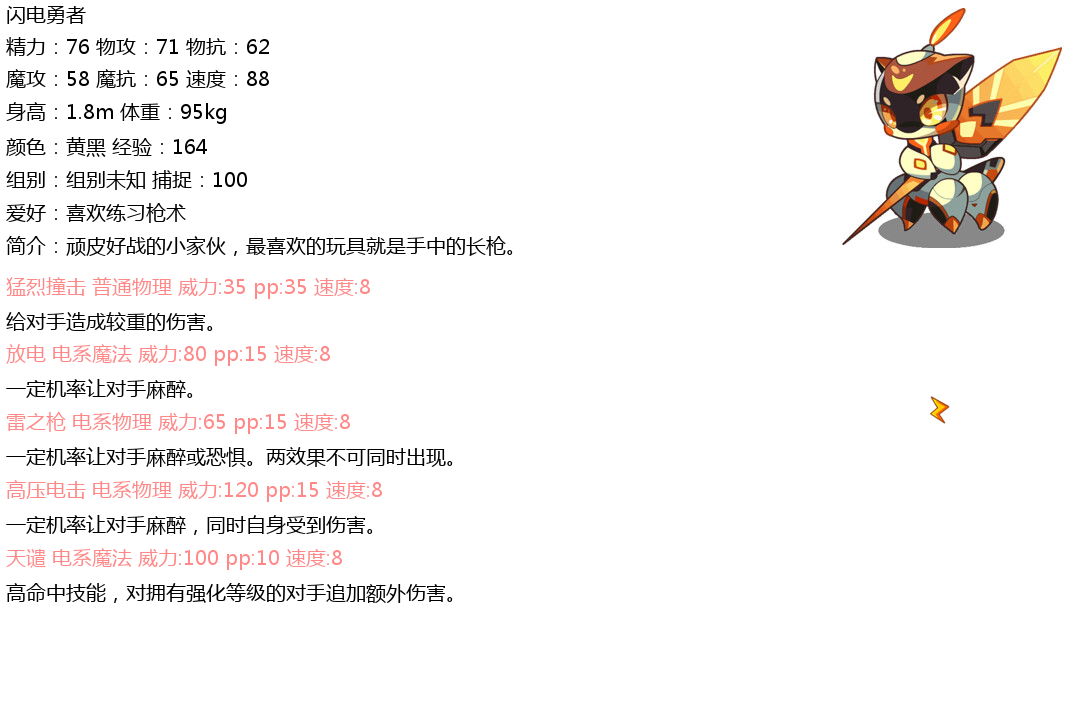 闪电勇者
精力：76 物攻：71 物抗：62
魔攻：58 魔抗：65 速度：88
身高：1.8m 体重：95kg
颜色：黄黑 经验：164
组别：组别未知 捕捉：100
爱好：喜欢练习枪术
简介：顽皮好战的小家伙，最喜欢的玩具就是手中的长枪。
猛烈撞击 普通物理 威力:35 pp:35 速度:8
给对手造成较重的伤害。
放电 电系魔法 威力:80 pp:15 速度:8
一定机率让对手麻醉。
雷之枪 电系物理 威力:65 pp:15 速度:8
一定机率让对手麻醉或恐惧。两效果不可同时出现。
高压电击 电系物理 威力:120 pp:15 速度:8
一定机率让对手麻醉，同时自身受到伤害。
天谴 电系魔法 威力:100 pp:10 速度:8
高命中技能，对拥有强化等级的对手追加额外伤害。